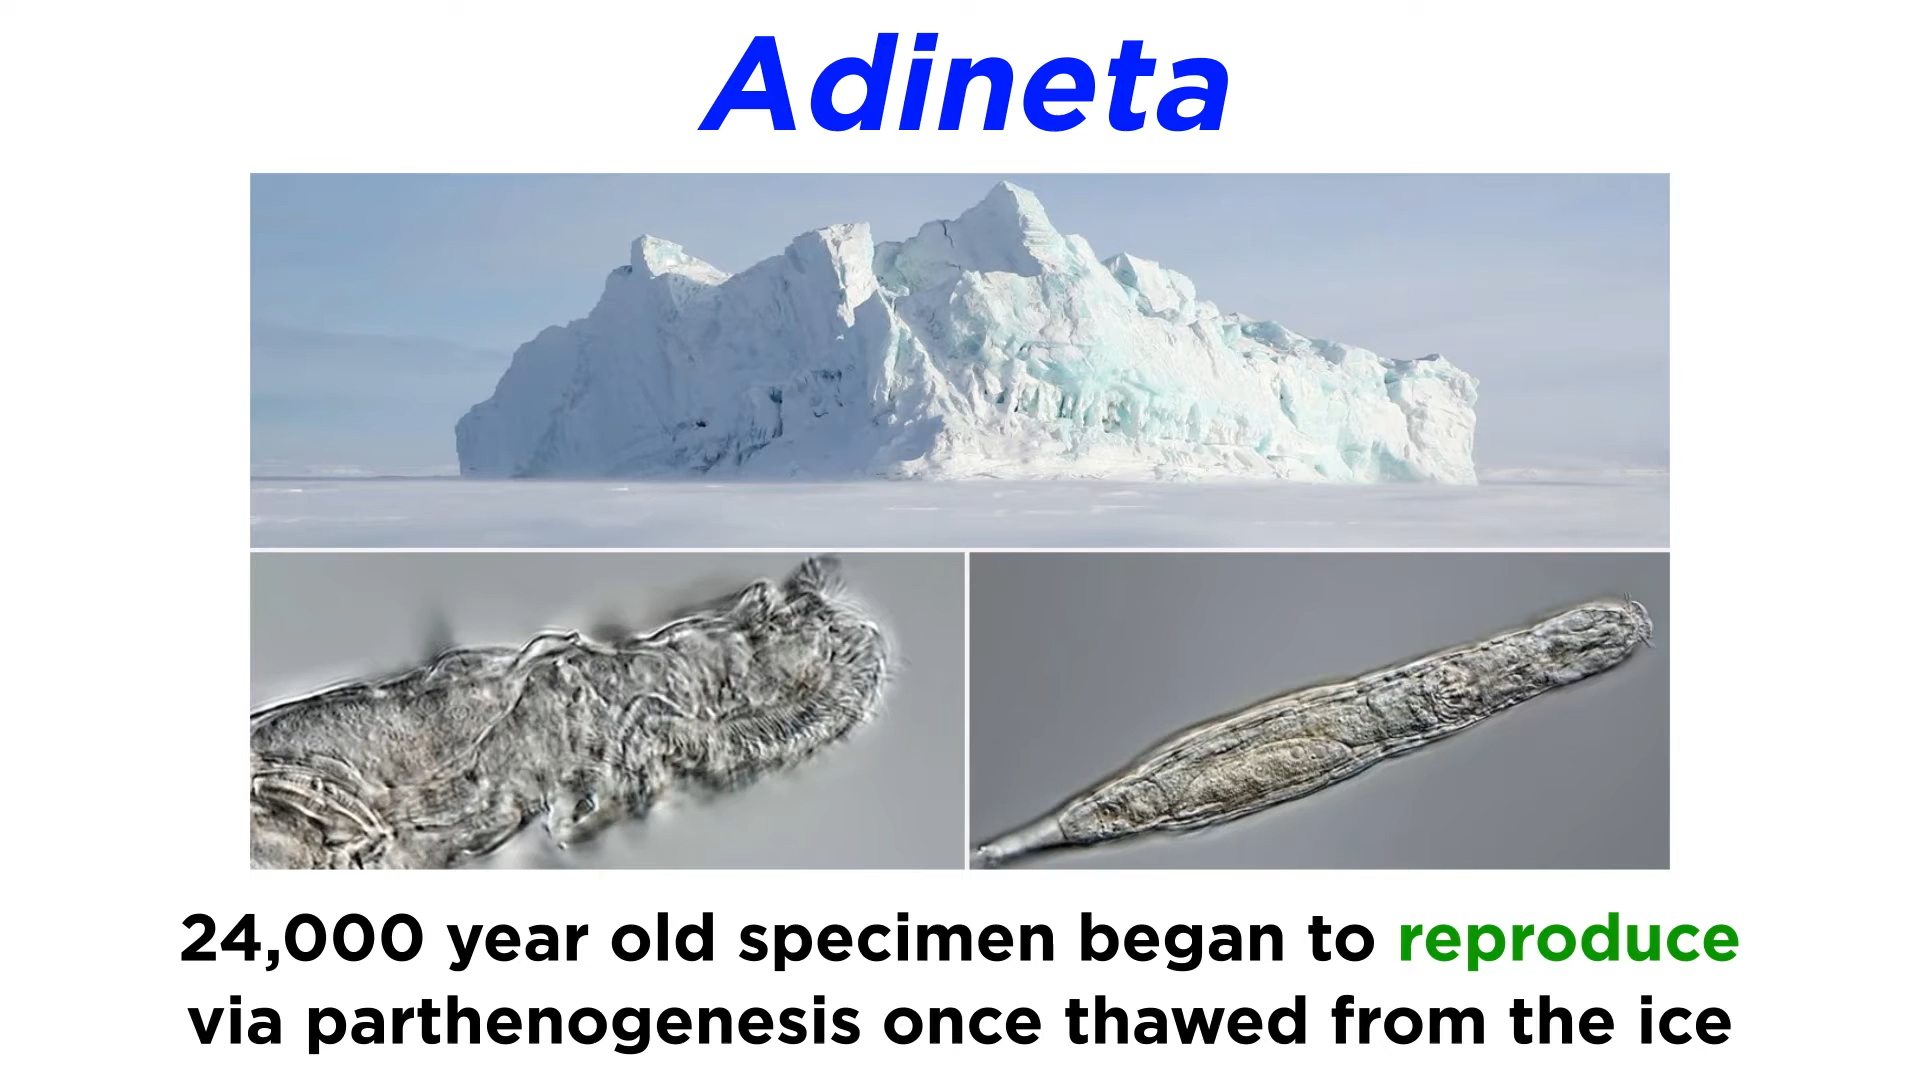 Adineta
24,000 year old specimen began to reproduce
via parthenogenesis once thawed from the ice